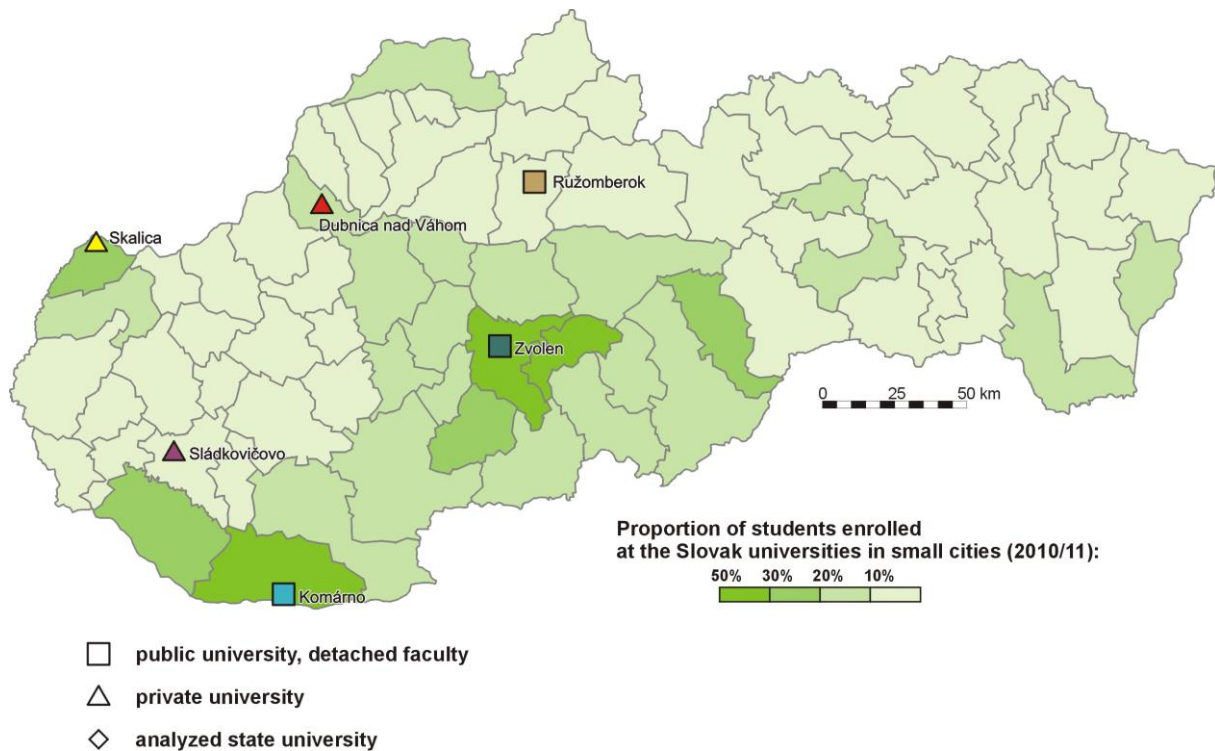 Ružomberok
Dubnica nad Váhom
Skalica
Zvolen
0 25 50 km
Sládkovičovo
Komárno
Proportion of students enrolled
at the Slovak universities in small cities (2010/11):
50% 30% 20% 10%
public university, detached faculty
private university
analyzed state university